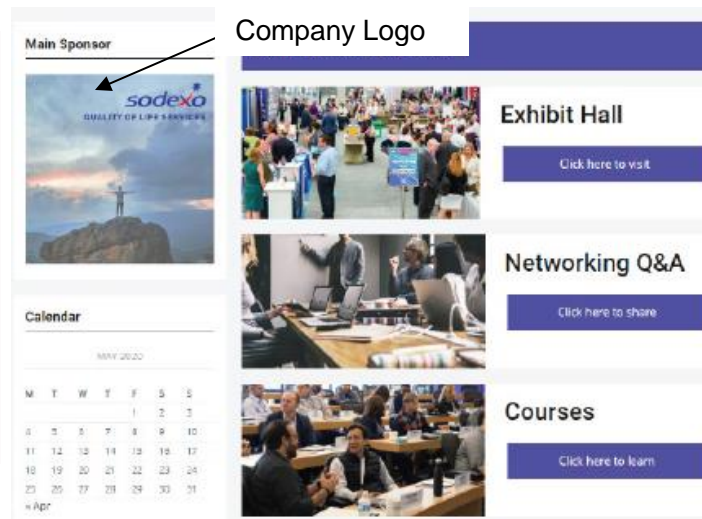 Company Logo
Main Sponsor
sodexo
QUALITY OF LIFE SERVICES
Calendar
MAY 2020
M T W T F S S
1 2 3
4 5 6 7 8 9 10
11 12 13 14 15 16 17
18 19 20 21 22 23 24
25 26 27 28 29 30 31
« Apr
Exhibit Hall
Click here to visit
Networking Q&A
Click here to share
Courses
Click here to learn